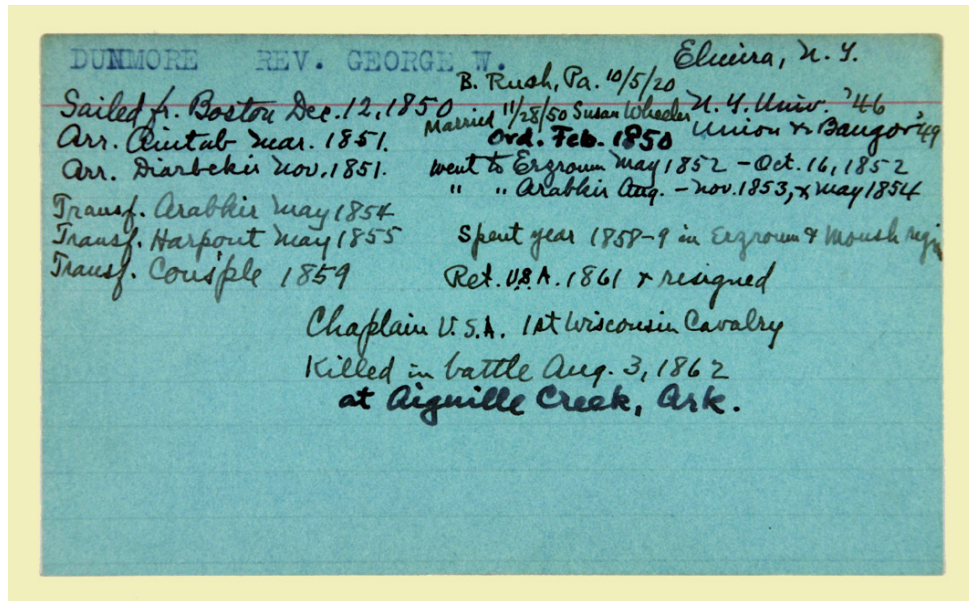 DUNMORE REV. GEORGE W. Elmira, N.Y.
B. Rush, Pa. 10/5/20
Sailed fr. Boston Dec. 12, 1850 Married 11/28/50 Susan Wheeler N.Y. Univ. '46
Arr. Aintab Mar. 1851. Ord. Feb. 1850 Union & Bangor '49
Arr. Diarbekir Nov. 1851. Went to Erzroum May 1852 - Oct. 16, 1852
" " Arabkir Aug. - Nov. 1853, & May 1854
Transf. Arabkir May 1854
Transf. Harpout May 1855 Spent year 1858-9 in Erzroum & Moush
Transf. Cons'ple 1859 Ret. U.S.A. 1861 & resigned
Chaplain U.S.A. 1st Wisconsin Cavalry
Killed in battle Aug. 3, 1862
at Aiguille Creek, Ark.